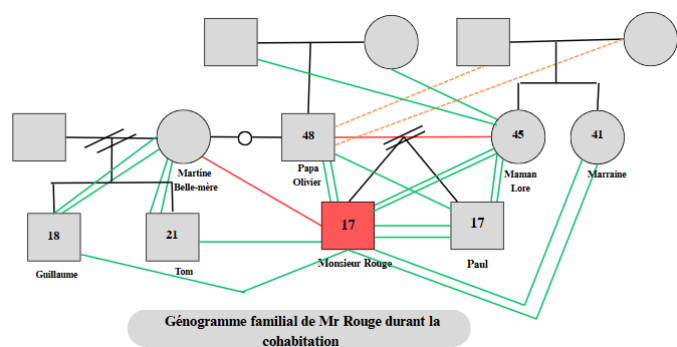 48
45
41
Martine
Belle-mère
Papa
Olivier
Maman
Lore
Marraine
18
21
17
17
Guillaume
Tom
Monsieur Rouge
Paul
Génogramme familial de Mr Rouge durant la
cohabitation